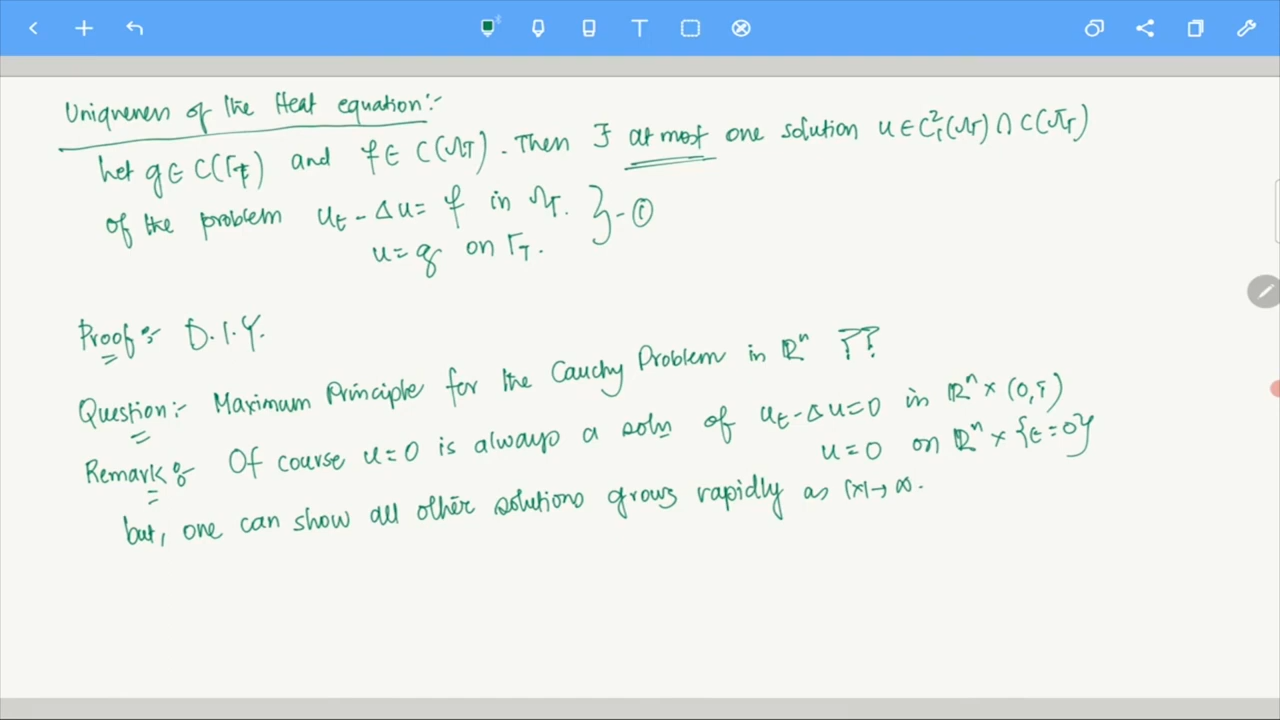 Uniqueness of the Heat equation:-
Let g ∈ C(Γ_T) and f ∈ C(Ω_T). Then ∃ at most one solution u ∈ C²₁(Ω_T) ∩ C(Ω̅_T)
of the problem u_t - Δu = f in Ω_T. } - ①
u = g on Γ_T.
Proof:- D.I.Y.
Question:- Maximum Principle for the Cauchy Problem in ℝⁿ ??
Remark:- Of course u=0 is always a soln of u_t - Δu = 0 in ℝⁿ × (0,T)
u = 0 on ℝⁿ × {t=0}
but, one can show all other solutions grows rapidly as |x| → ∞.